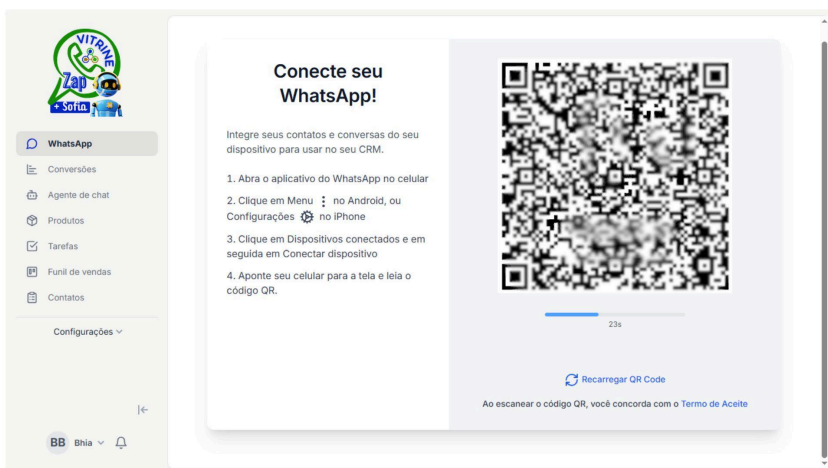 VITRINE
Zap
+ Sofia
WhatsApp
Conversões
Agente de chat
Produtos
Tarefas
Funil de vendas
Contatos
Configurações
BB Bhia
Conecte seu
WhatsApp!
Integre seus contatos e conversas do seu
dispositivo para usar no seu CRM.
1. Abra o aplicativo do WhatsApp no celular
2. Clique em Menu no Android, ou
Configurações no iPhone
3. Clique em Dispositivos conectados e em
seguida em Conectar dispositivo
4. Aponte seu celular para a tela e leia o
código QR.
23s
Recarregar QR Code
Ao escanear o código QR, você concorda com o Termo de Aceite